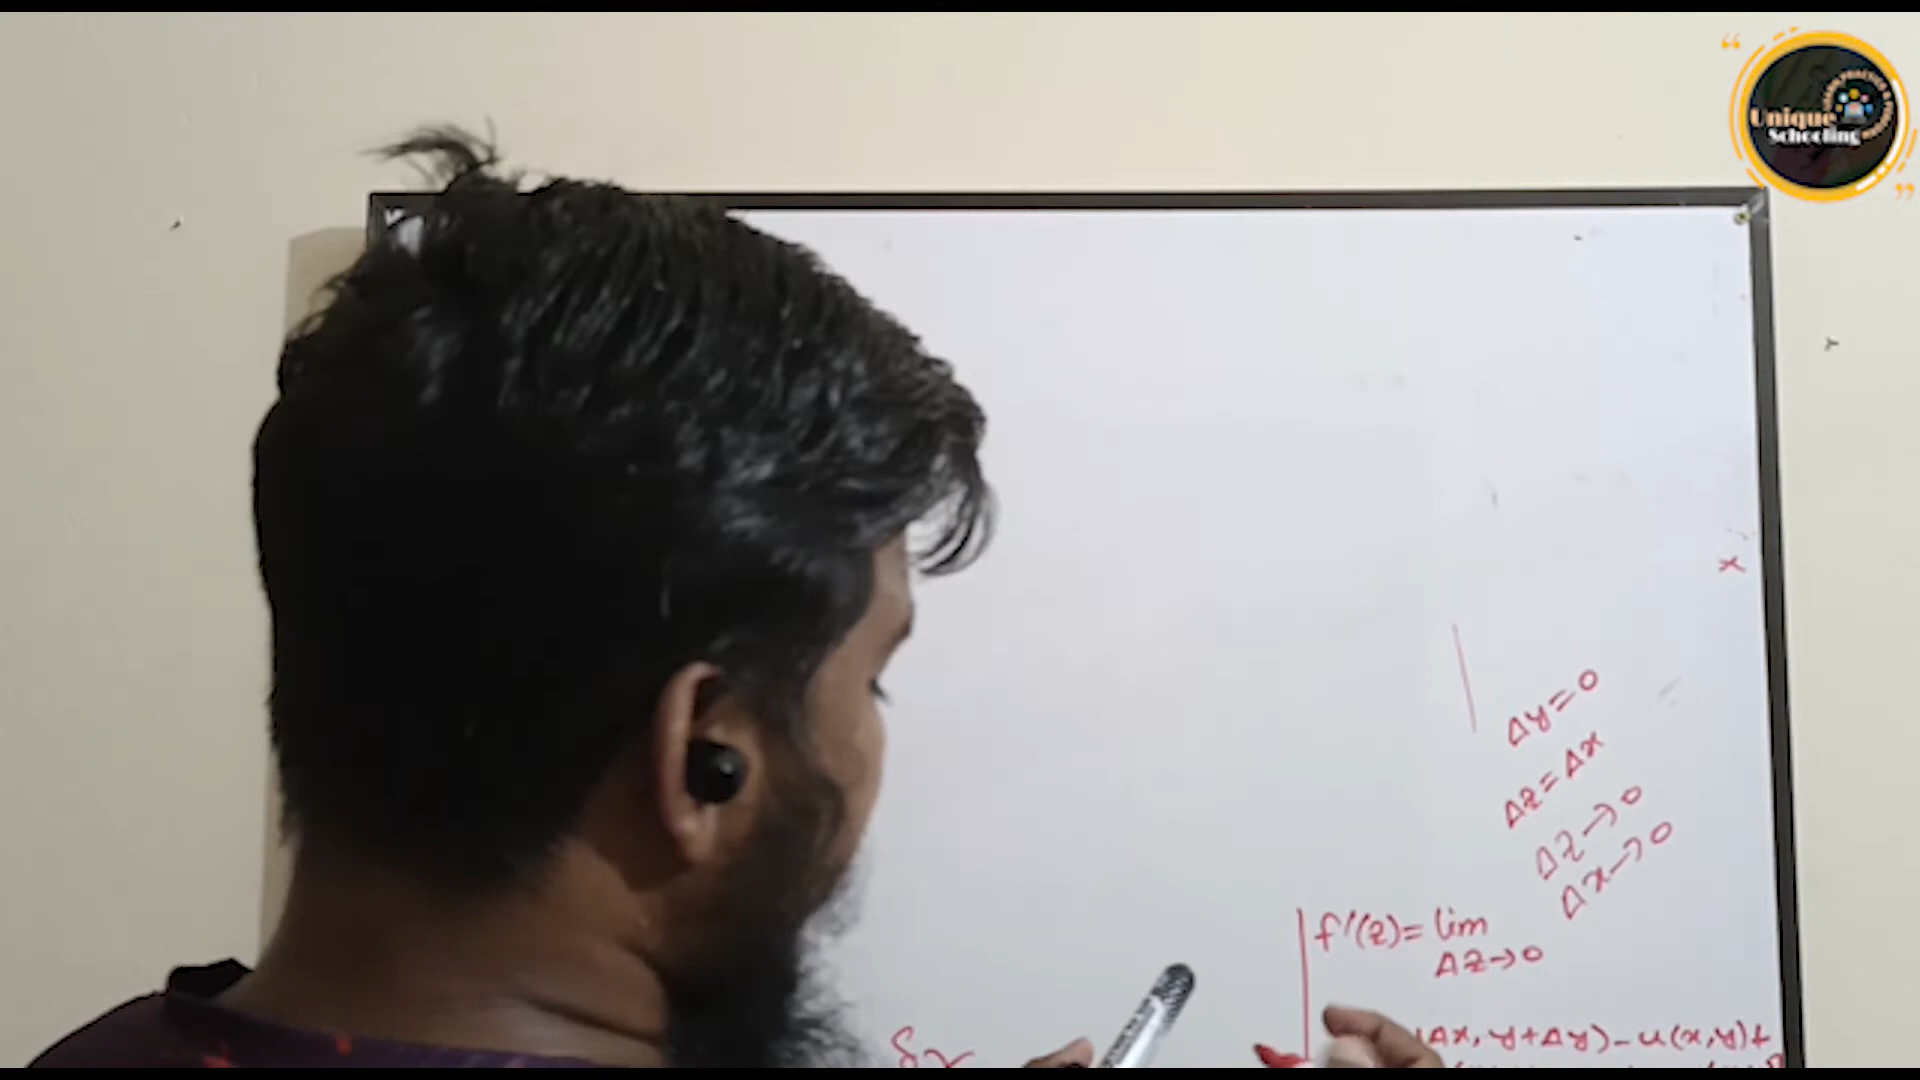 Unique
Schooling
x
Δy=0
Δz=Δx
Δz→0
Δx→0
f'(z)=lim
Δz→0
Δx, y+Δy)-u(x,y)+